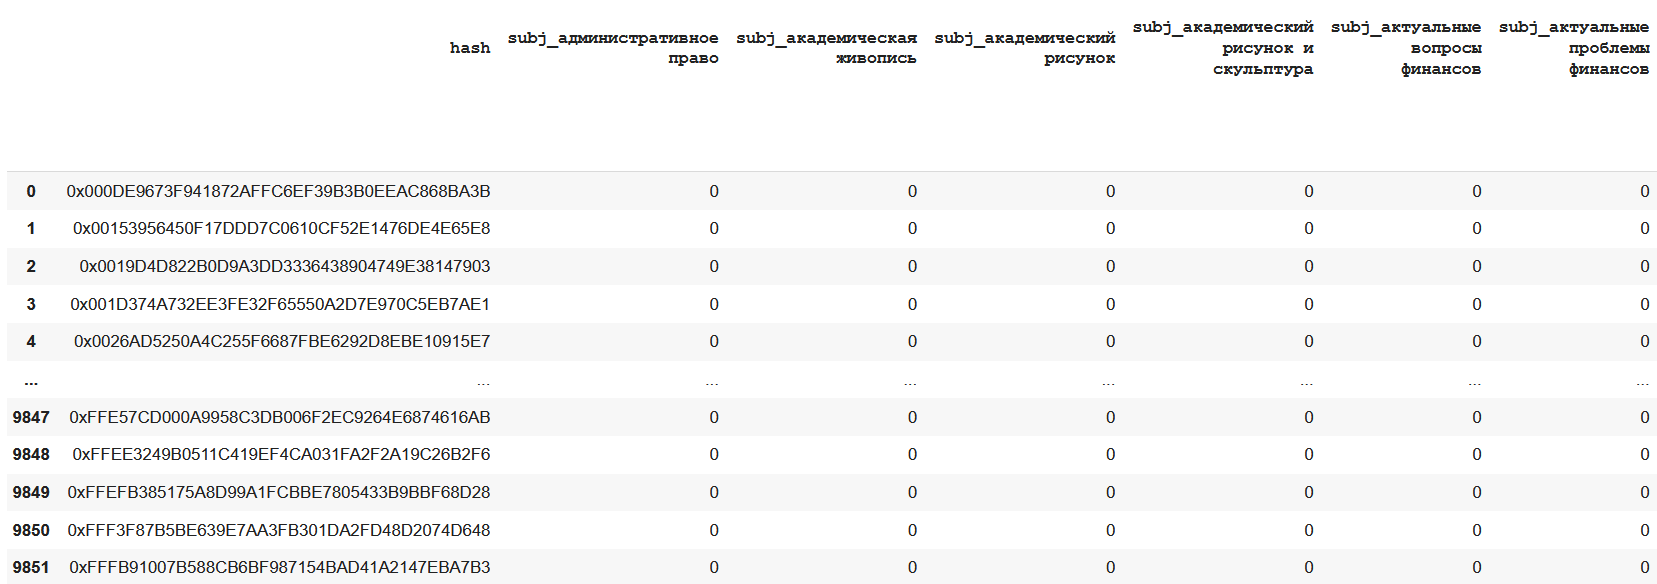 hash subj_административное право subj_академическая живопись subj_академический рисунок subj_академический рисунок и скульптура subj_актуальные вопросы финансов subj_актуальные проблемы финансов
0 0x000DE9673F941872AFFC6EF39B3B0EEAC868BA3B 0 0 0 0 0 0
1 0x00153956450F17DDD7C0610CF52E1476DE4E65E8 0 0 0 0 0 0
2 0x0019D4D822B0D9A3DD3336438904749E38147903 0 0 0 0 0 0
3 0x001D374A732EE3FE32F65550A2D7E970C5EB7AE1 0 0 0 0 0 0
4 0x0026AD5250A4C255F6687FBE6292D8EBE10915E7 0 0 0 0 0 0
... ... ... ... ... ... ... ...
9847 0xFFE57CD000A9958C3DB006F2EC9264E6874616AB 0 0 0 0 0 0
9848 0xFFEE3249B0511C419EF4CA031FA2F2A19C26B2F6 0 0 0 0 0 0
9849 0xFFEFB385175A8D99A1FCBBE7805433B9BBF68D28 0 0 0 0 0 0
9850 0xFFF3F87B5BE639E7AA3FB301DA2FD48D2074D648 0 0 0 0 0 0
9851 0xFFFB91007B588CB6BF987154BAD41A2147EBA7B3 0 0 0 0 0 0